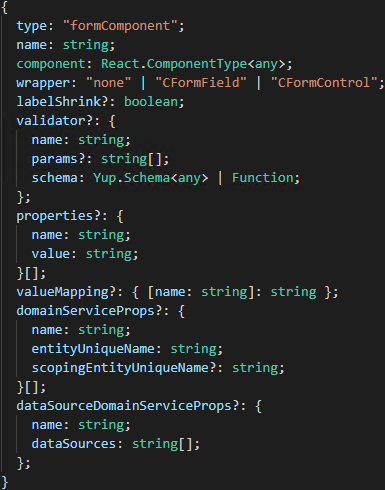 {
  type: "formComponent";
  name: string;
  component: React.ComponentType<any>;
  wrapper: "none" | "CFormField" | "CFormControl";
  labelShrink?: boolean;
  validator?: {
    name: string;
    params?: string[];
    schema: Yup.Schema<any> | Function;
  };
  properties?: {
    name: string;
    value: string;
  }[];
  valueMapping?: { [name: string]: string };
  domainServiceProps?: {
    name: string;
    entityUniqueName: string;
    scopingEntityUniqueName?: string;
  }[];
  dataSourceDomainServiceProps?: {
    name: string;
    dataSources: string[];
  };
}